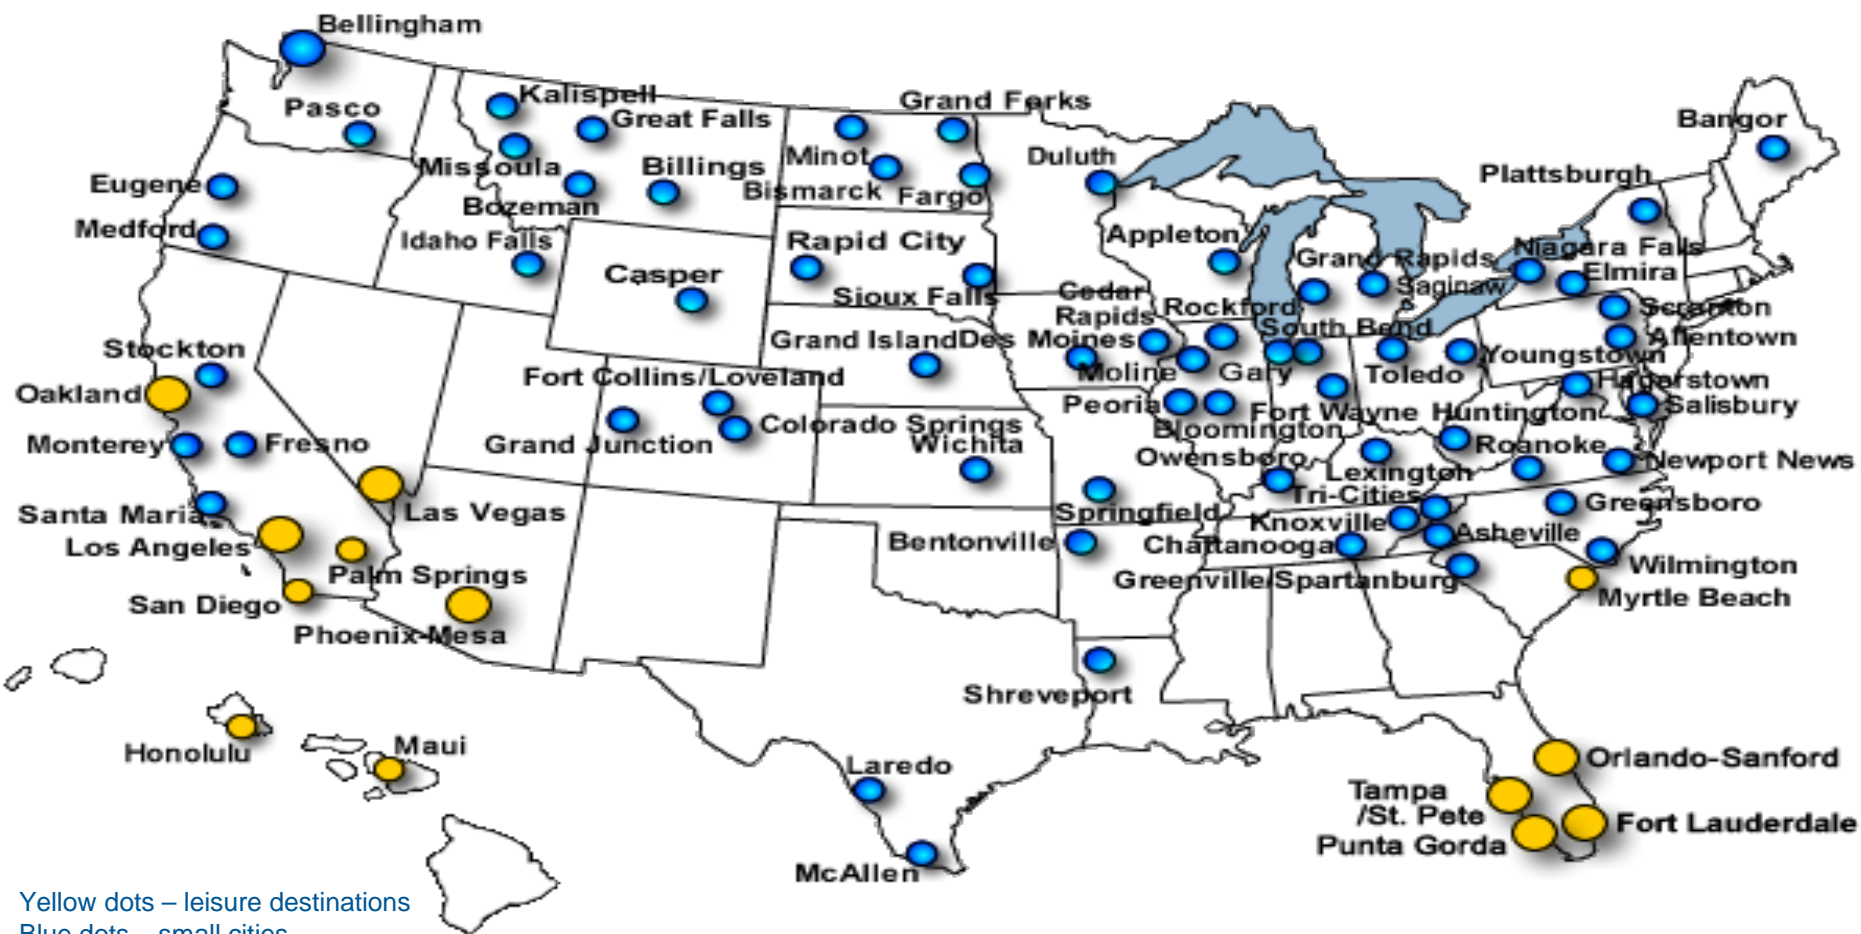 Bellingham
Pasco
Kalispell
Great Falls
Grand Forks
Bangor
Missoula
Billings
Minot
Duluth
Plattsburgh
Eugene
Bozeman
Bismarck
Fargo
Medford
Idaho Falls
Rapid City
Appleton
Niagara Falls
Casper
Grand Rapids
Elmira
Sioux Falls
Cedar
Rapids
Saginaw
Rockford
Scranton
Stockton
Grand Island
Des Moines
South Bend
Allentown
Youngstown
Oakland
Fort Collins/Loveland
Moline
Gary
Toledo
Hagerstown
Peoria
Fort Wayne
Huntington
Salisbury
Monterey
Fresno
Grand Junction
Colorado Springs
Wichita
Bloomington
Roanoke
Owensboro
Lexington
Newport News
Santa Maria
Las Vegas
Springfield
Tri-Cities
Greensboro
Los Angeles
Bentonville
Knoxville
Asheville
Chattanooga
Palm Springs
Greenville/Spartanburg
Wilmington
San Diego
Myrtle Beach
Phoenix-Mesa
Shreveport
Honolulu
Maui
Laredo
Orlando-Sanford
Tampa
/St. Pete
Fort Lauderdale
Punta Gorda
McAllen
Yellow dots – leisure destinations
Blue dots – small cities